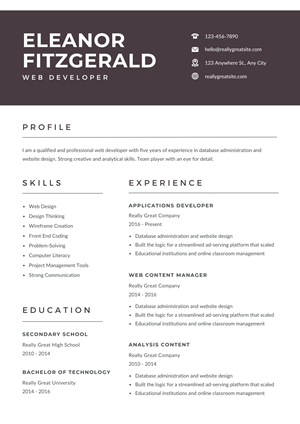 ELEANOR
FITZGERALD
WEB DEVELOPER
123-456-7890
hello@reallygreatsite.com
123 Anywhere St., Any City
reallygreatsite.com
PROFILE
I am a qualified and professional web developer with five years of experience in database administration and
website design. Strong creative and analytical skills. Team player with an eye for detail.
SKILLS
Web Design
Design Thinking
Wireframe Creation
Front End Coding
Problem-Solving
Computer Literacy
Project Management Tools
Strong Communication
EDUCATION
SECONDARY SCHOOL
Really Great High School
2010 - 2014
BACHELOR OF TECHNOLOGY
Really Great University
2014 - 2016
EXPERIENCE
APPLICATIONS DEVELOPER
Really Great Company
2016 - Present
Database administration and website design
Built the logic for a streamlined ad-serving platform that scaled
Educational institutions and online classroom management
WEB CONTENT MANAGER
Really Great Company
2014 - 2016
Database administration and website design
Built the logic for a streamlined ad-serving platform that scaled
Educational institutions and online classroom management
ANALYSIS CONTENT
Really Great Company
2010 - 2014
Database administration and website design
Built the logic for a streamlined ad-serving platform that scaled
Educational institutions and online classroom management